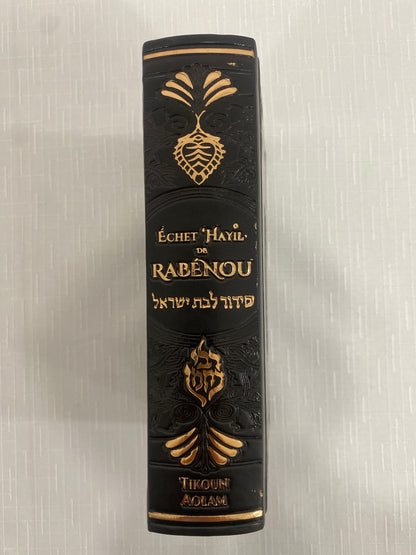 Échet 'Hayil
de
Rabénou
סידור לבת ישראל
Tikoun
Aolam